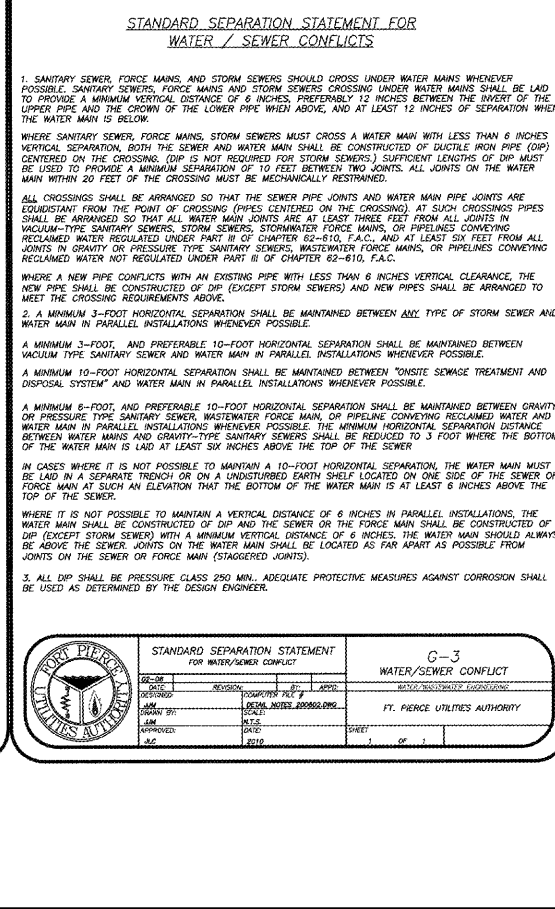 STANDARD SEPARATION STATEMENT FOR
WATER / SEWER CONFLICTS
1. SANITARY SEWER, FORCE MAINS, AND STORM SEWERS SHOULD CROSS UNDER WATER MAINS WHENEVER
POSSIBLE. SANITARY SEWERS, FORCE MAINS AND STORM SEWERS CROSSING UNDER WATER MAINS SHALL BE LAID
TO PROVIDE A MINIMUM VERTICAL DISTANCE OF 6 INCHES, PREFERABLY 12 INCHES BETWEEN THE INVERT OF THE
UPPER PIPE AND THE CROWN OF THE LOWER PIPE WHEN ABOVE, AND AT LEAST 12 INCHES OF SEPARATION WHEN
THE WATER MAIN IS BELOW.
WHERE SANITARY SEWER, FORCE MAINS, STORM SEWERS MUST CROSS A WATER MAIN WITH LESS THAN 6 INCHES
VERTICAL SEPARATION, BOTH THE SEWER AND WATER MAIN SHALL BE CONSTRUCTED OF DUCTILE IRON PIPE (DIP)
CENTERED ON THE CROSSING. (DIP IS NOT REQUIRED FOR STORM SEWERS.) SUFFICIENT LENGTHS OF DIP MUST
BE USED TO PROVIDE A MINIMUM SEPARATION OF 10 FEET BETWEEN TWO JOINTS. ALL JOINTS ON THE WATER
MAIN WITHIN 20 FEET OF THE CROSSING MUST BE MECHANICALLY RESTRAINED.
ALL CROSSINGS SHALL BE ARRANGED SO THAT THE SEWER PIPE JOINTS AND WATER MAIN PIPE JOINTS ARE
EQUIDISTANT FROM THE POINT OF CROSSING (PIPES CENTERED ON THE CROSSING). AT SUCH CROSSINGS PIPES
SHALL BE ARRANGED SO THAT ALL WATER MAIN JOINTS ARE AT LEAST THREE FEET FROM ALL JOINTS IN
VACUUM-TYPE SANITARY SEWERS, STORM SEWERS, STORMWATER FORCE MAINS, OR PIPELINES CONVEYING
RECLAIMED WATER REGULATED UNDER PART III OF CHAPTER 62-610, F.A.C., AND AT LEAST SIX FEET FROM ALL
JOINTS IN GRAVITY OR PRESSURE TYPE SANITARY SEWERS, WASTEWATER FORCE MAINS, OR PIPELINES CONVEYING
RECLAIMED WATER NOT REGULATED UNDER PART III OF CHAPTER 62-610, F.A.C.
WHERE A NEW PIPE CONFLICTS WITH AN EXISTING PIPE WITH LESS THAN 6 INCHES VERTICAL CLEARANCE, THE
NEW PIPE SHALL BE CONSTRUCTED OF DIP (EXCEPT STORM SEWERS) AND NEW PIPES SHALL BE ARRANGED TO
MEET THE CROSSING REQUIREMENTS ABOVE.
2. A MINIMUM 3-FOOT HORIZONTAL SEPARATION SHALL BE MAINTAINED BETWEEN ANY TYPE OF STORM SEWER AND
WATER MAIN IN PARALLEL INSTALLATIONS WHENEVER POSSIBLE.
A MINIMUM 3-FOOT, AND PREFERABLE 10-FOOT HORIZONTAL SEPARATION SHALL BE MAINTAINED BETWEEN
VACUUM TYPE SANITARY SEWER AND WATER MAIN IN PARALLEL INSTALLATIONS WHENEVER POSSIBLE.
A MINIMUM 10-FOOT HORIZONTAL SEPARATION SHALL BE MAINTAINED BETWEEN "ONSITE SEWAGE TREATMENT AND
DISPOSAL SYSTEM" AND WATER MAIN IN PARALLEL INSTALLATIONS WHENEVER POSSIBLE.
A MINIMUM 6-FOOT, AND PREFERABLE 10-FOOT HORIZONTAL SEPARATION SHALL BE MAINTAINED BETWEEN GRAVITY
OR PRESSURE TYPE SANITARY SEWER, WASTEWATER FORCE MAIN, OR PIPELINE CONVEYING RECLAIMED WATER AND
WATER MAIN IN PARALLEL INSTALLATIONS WHENEVER POSSIBLE. THE MINIMUM HORIZONTAL SEPARATION DISTANCE
BETWEEN WATER MAINS AND GRAVITY-TYPE SANITARY SEWERS SHALL BE REDUCED TO 3 FOOT WHERE THE BOTTOM
OF THE WATER MAIN IS LAID AT LEAST SIX INCHES ABOVE THE TOP OF THE SEWER
IN CASES WHERE IT IS NOT POSSIBLE TO MAINTAIN A 10-FOOT HORIZONTAL SEPARATION, THE WATER MAIN MUST
BE LAID IN A SEPARATE TRENCH OR ON A UNDISTURBED EARTH SHELF LOCATED ON ONE SIDE OF THE SEWER OR
FORCE MAIN AT SUCH AN ELEVATION THAT THE BOTTOM OF THE WATER MAIN IS AT LEAST 6 INCHES ABOVE THE
TOP OF THE SEWER.
WHERE IT IS NOT POSSIBLE TO MAINTAIN A VERTICAL DISTANCE OF 6 INCHES IN PARALLEL INSTALLATIONS, THE
WATER MAIN SHALL BE CONSTRUCTED OF DIP AND THE SEWER OR THE FORCE MAIN SHALL BE CONSTRUCTED OF
DIP (EXCEPT STORM SEWER) WITH A MINIMUM VERTICAL DISTANCE OF 6 INCHES. THE WATER MAIN SHOULD ALWAYS
BE ABOVE THE SEWER. JOINTS ON THE WATER MAIN SHALL BE LOCATED AS FAR APART AS POSSIBLE FROM
JOINTS ON THE SEWER OR FORCE MAIN (STAGGERED JOINTS).
3. ALL DIP SHALL BE PRESSURE CLASS 250 MIN.. ADEQUATE PROTECTIVE MEASURES AGAINST CORROSION SHALL
BE USED AS DETERMINED BY THE DESIGN ENGINEER.
FORT PIERCE
UTILITIES AUTHORITY
STANDARD SEPARATION STATEMENT
FOR WATER/SEWER CONFLICT
02-06
DATE: REVISION: BY: APPD:
DESIGNED: COMPUTER FILE #
JJM DETAIL NOTES 200602.DWG
DRAWN BY: SCALE:
JJM N.T.S.
APPROVED: DATE:
JLC 2010
G-3
WATER/SEWER CONFLICT
WATER/WASTEWATER ENGINEERING
FT. PIERCE UTILITIES AUTHORITY
SHEET
1 OF 1